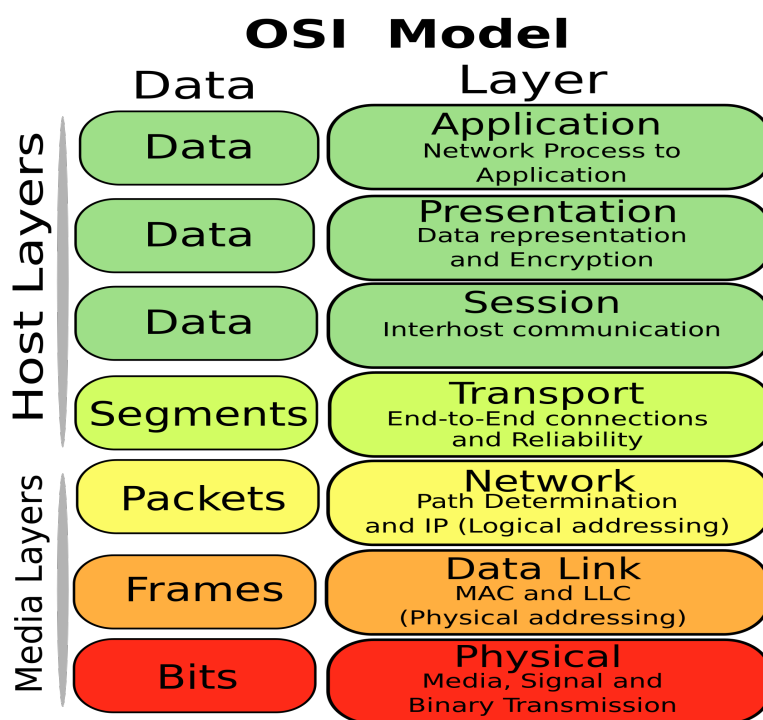 OSI Model
Data
Layer
Host Layers
Data
Application
Network Process to
Application
Data
Presentation
Data representation
and Encryption
Data
Session
Interhost communication
Segments
Transport
End-to-End connections
and Reliability
Media Layers
Packets
Network
Path Determination
and IP (Logical addressing)
Frames
Data Link
MAC and LLC
(Physical addressing)
Bits
Physical
Media, Signal and
Binary Transmission